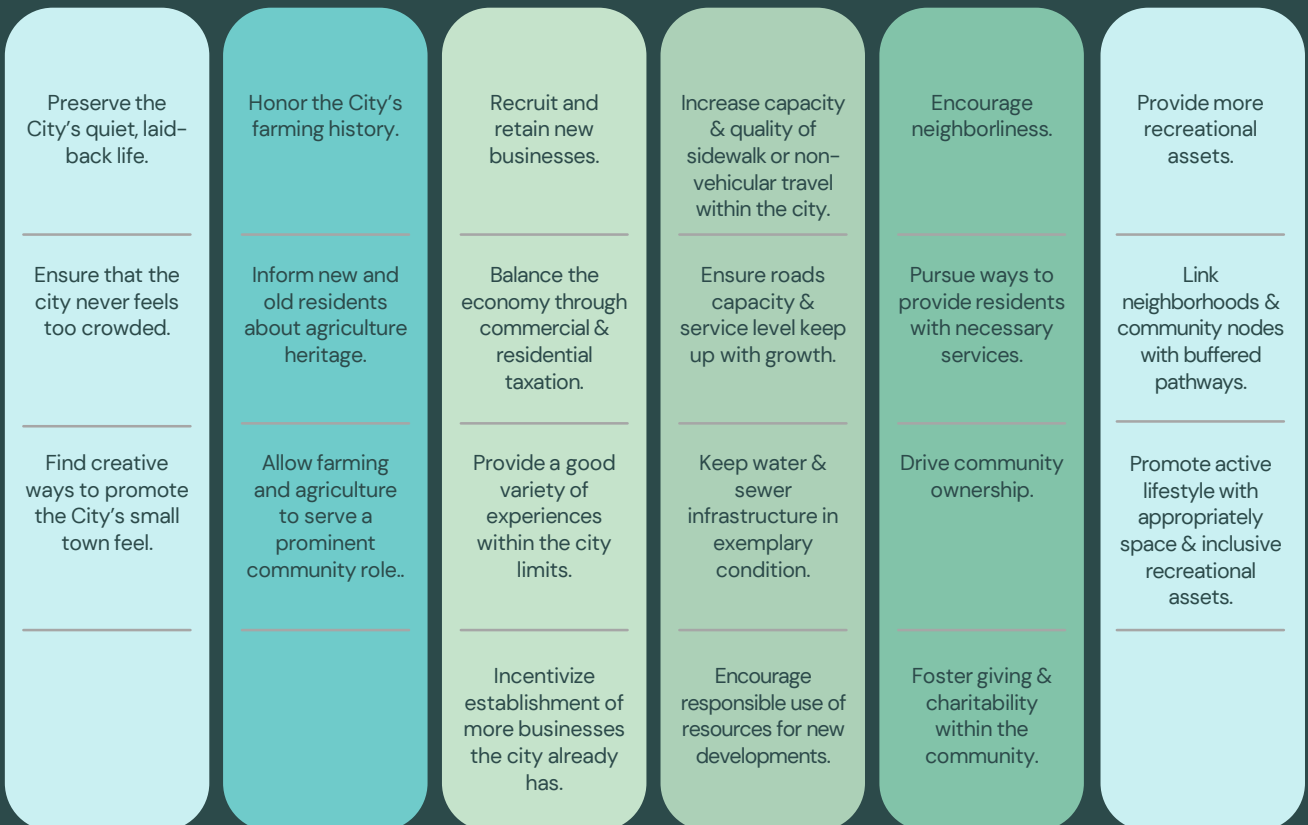 Preserve the
City's quiet, laid-
back life.
Ensure that the
city never feels
too crowded.
Find creative
ways to promote
the City's small
town feel.
Honor the City's
farming history.
Inform new and
old residents
about agriculture
heritage.
Allow farming
and agriculture
to serve a
prominent
community role..
Recruit and
retain new
businesses.
Balance the
economy through
commercial &
residential
taxation.
Provide a good
variety of
experiences
within the city
limits.
Incentivize
establishment of
more businesses
the city already
has.
Increase capacity
& quality of
sidewalk or non-
vehicular travel
within the city.
Ensure roads
capacity &
service level keep
up with growth.
Keep water &
sewer
infrastructure in
exemplary
condition.
Encourage
responsible use of
resources for new
developments.
Encourage
neighborliness.
Pursue ways to
provide residents
with necessary
services.
Drive community
ownership.
Foster giving &
charitability
within the
community.
Provide more
recreational
assets.
Link
neighborhoods &
community nodes
with buffered
pathways.
Promote active
lifestyle with
appropriately
space & inclusive
recreational
assets.